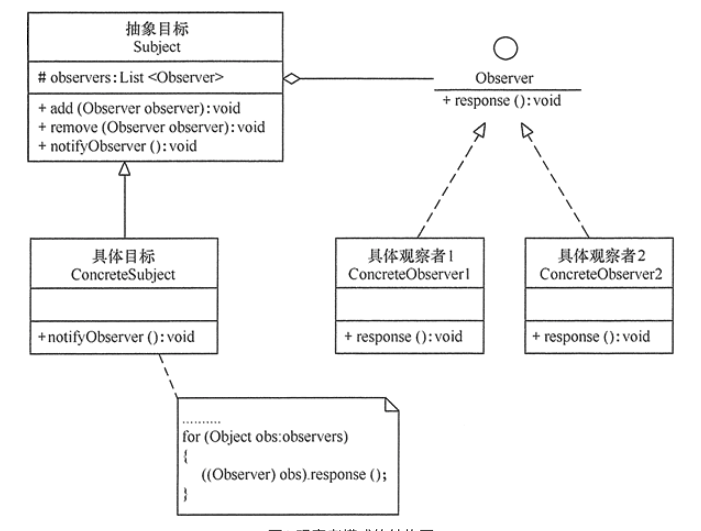 抽象目标
Subject
# observers:List <Observer>
+ add (Observer observer):void
+ remove (Observer observer):void
+ notifyObserver ():void
Observer
+ response ():void
具体目标
ConcreteSubject
+notifyObserver ():void
具体观察者1
ConcreteObserver1
+ response ():void
具体观察者2
ConcreteObserver2
+ response ():void
..........
for (Object obs:observers)
{
((Observer) obs).response ();
}